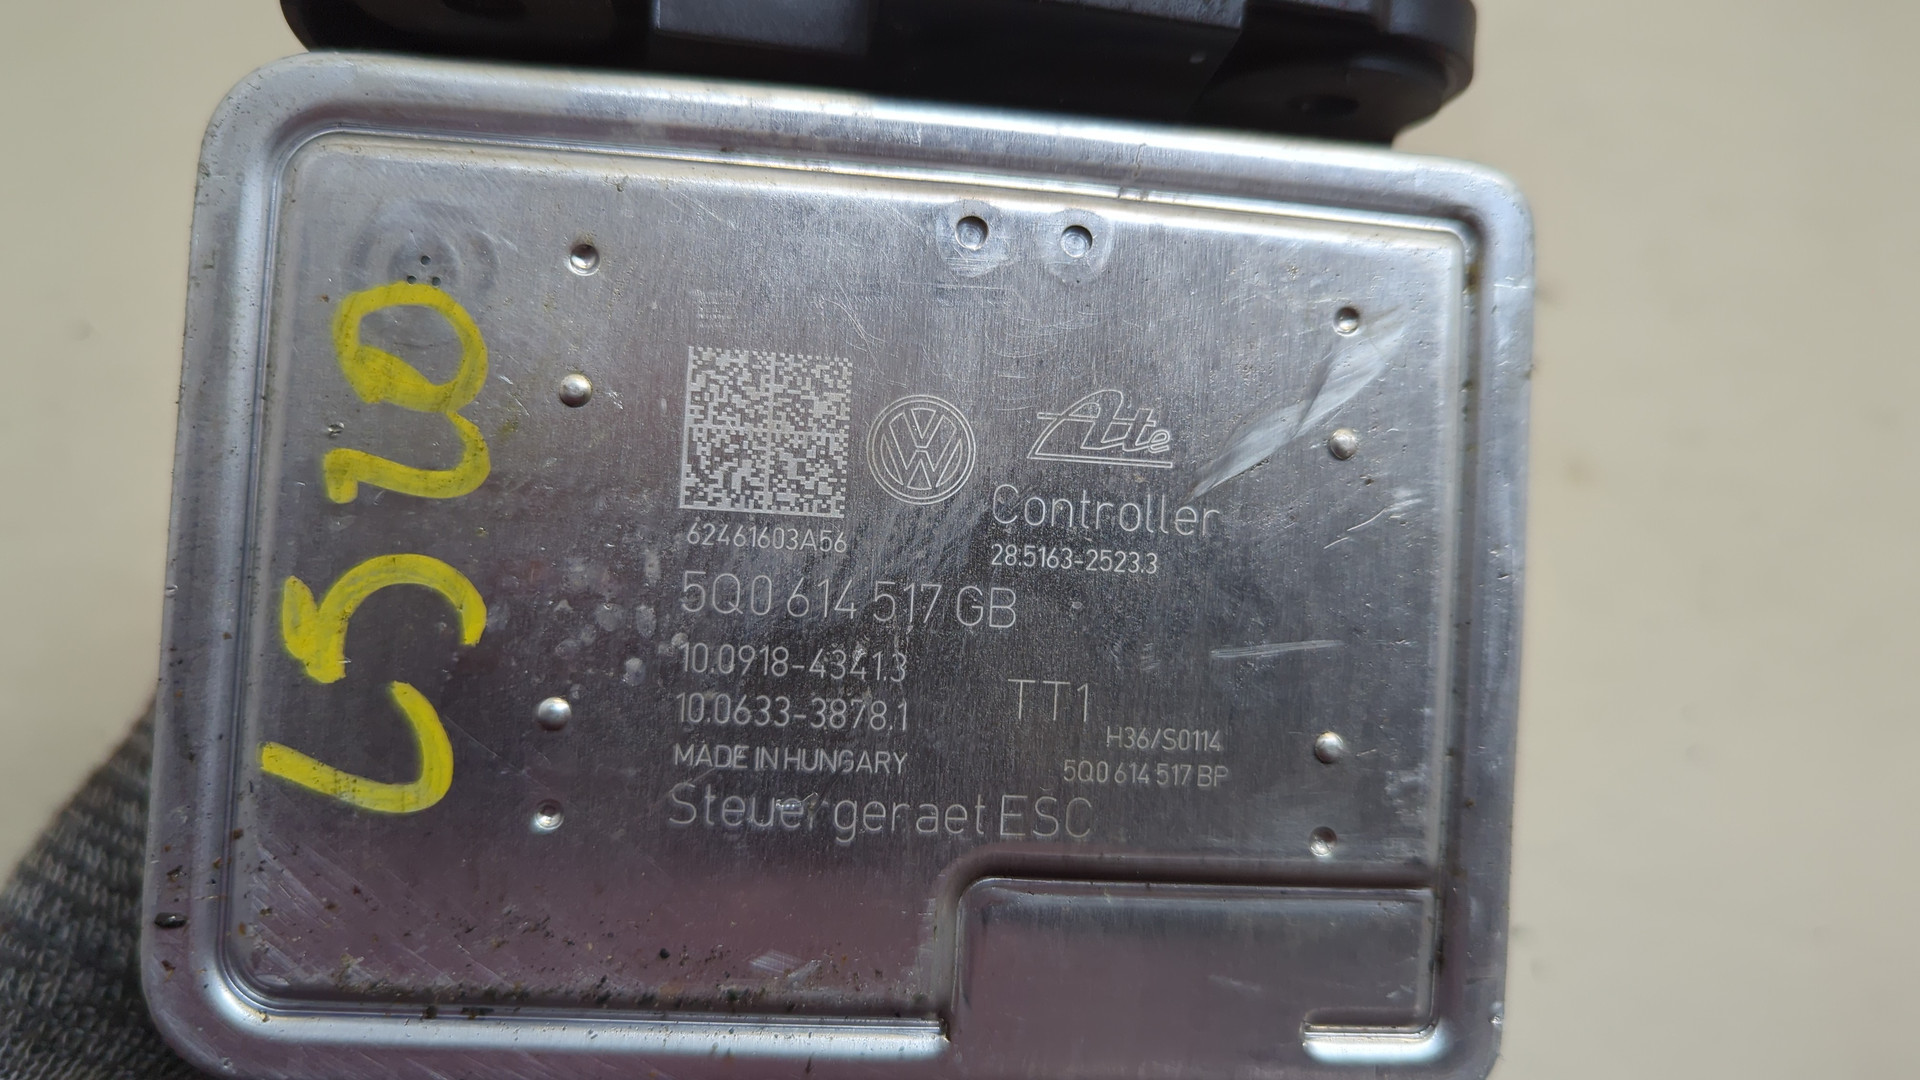 Ate
Controller
28.5163-2523.3
62461603A56
5Q0 614 517 GB
10.0918-4341.3
10.0633-3878.1
TT1
H36/S0114
MADE IN HUNGARY
5Q0 614 517 BP
Steuergeraet ESC